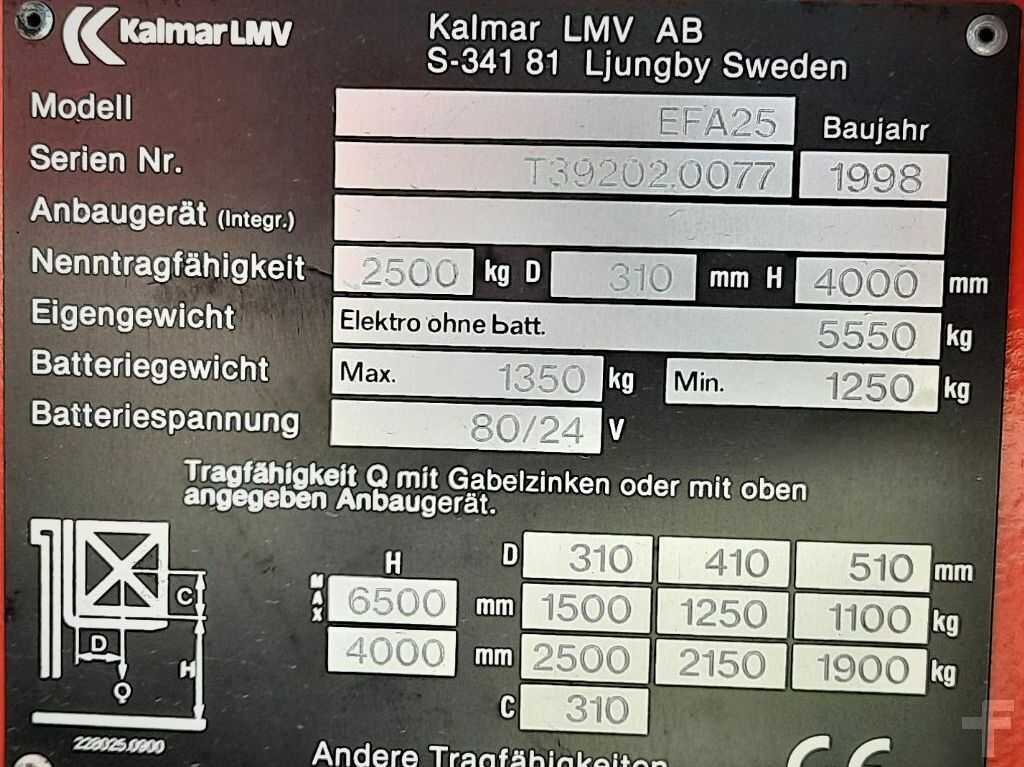 Kalmar LMV
Kalmar LMV AB
S-341 81 Ljungby Sweden
Modell EFA25 Baujahr
Serien Nr. T39202.0077 1998
Anbaugerät (Integr.)
Nenntragfähigkeit 2500 kg D 310 mm H 4000 mm
Eigengewicht Elektro ohne batt. 5550 kg
Batteriegewicht Max. 1350 kg Min. 1250 kg
Batteriespannung 80/24 V
Tragfähigkeit Q mit Gabelzinken oder mit oben
angegeben Anbaugerät.
H D 310 410 510 mm
MAX 6500 mm 1500 1250 1100 kg
4000 mm 2500 2150 1900 kg
C 310
C
D
H
Q
228025.0900
Andere Tragfähigkeiten
CE